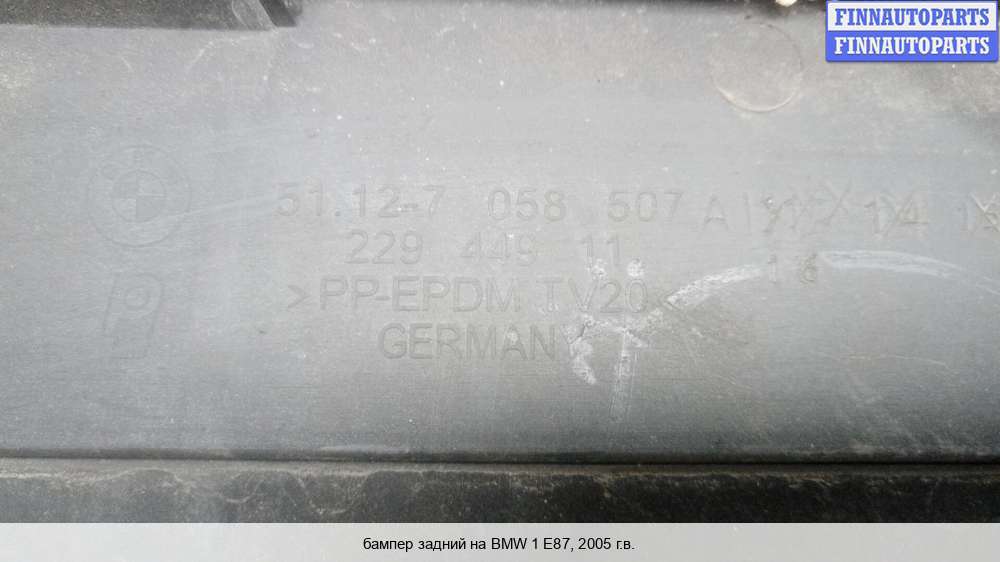 FINNAUTOPARTS
FINNAUTOPARTS
51.12-7 058 507
229 449 11
>PP-EPDM TV20<
GERMANY
бампер задний на BMW 1 E87, 2005 г.в.